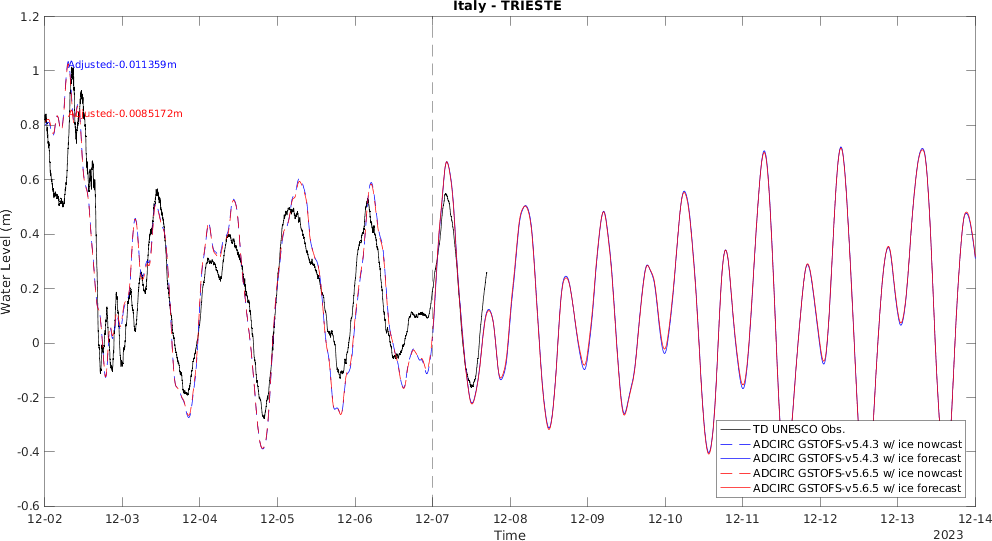 Italy - TRIESTE
1.2
1
0.8
0.6
0.4
0.2
0
-0.2
-0.4
-0.6
Water Level (m)
Adjusted:-0.011359m
Adjusted:-0.0085172m
TD UNESCO Obs.
ADCIRC GSTOFS-v5.4.3 w/ ice nowcast
ADCIRC GSTOFS-v5.4.3 w/ ice forecast
ADCIRC GSTOFS-v5.6.5 w/ ice nowcast
ADCIRC GSTOFS-v5.6.5 w/ ice forecast
12-02 12-03 12-04 12-05 12-06 12-07 12-08 12-09 12-10 12-11 12-12 12-13 12-14
Time
2023